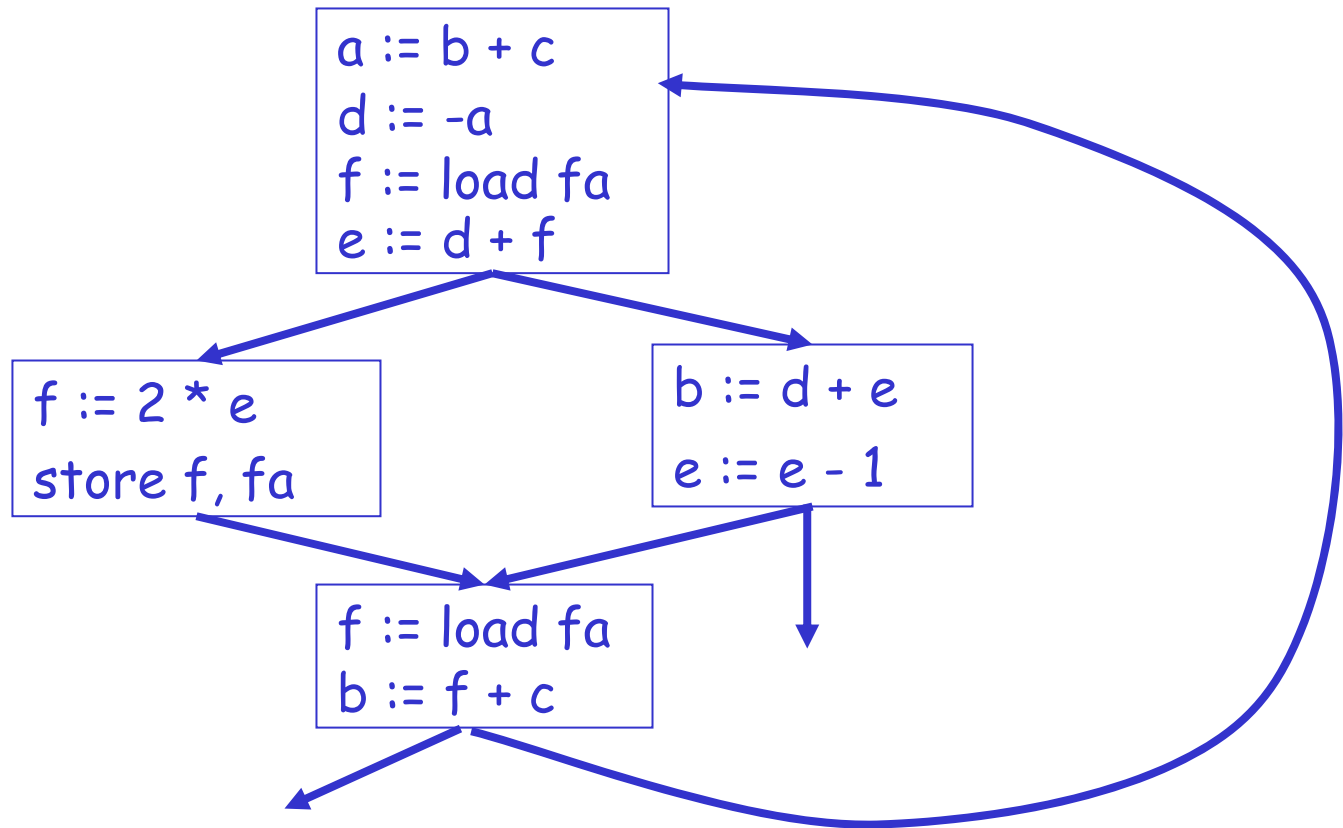 a := b + c
d := -a
f := load fa
e := d + f
f := 2 * e
store f, fa
b := d + e
e := e - 1
f := load fa
b := f + c